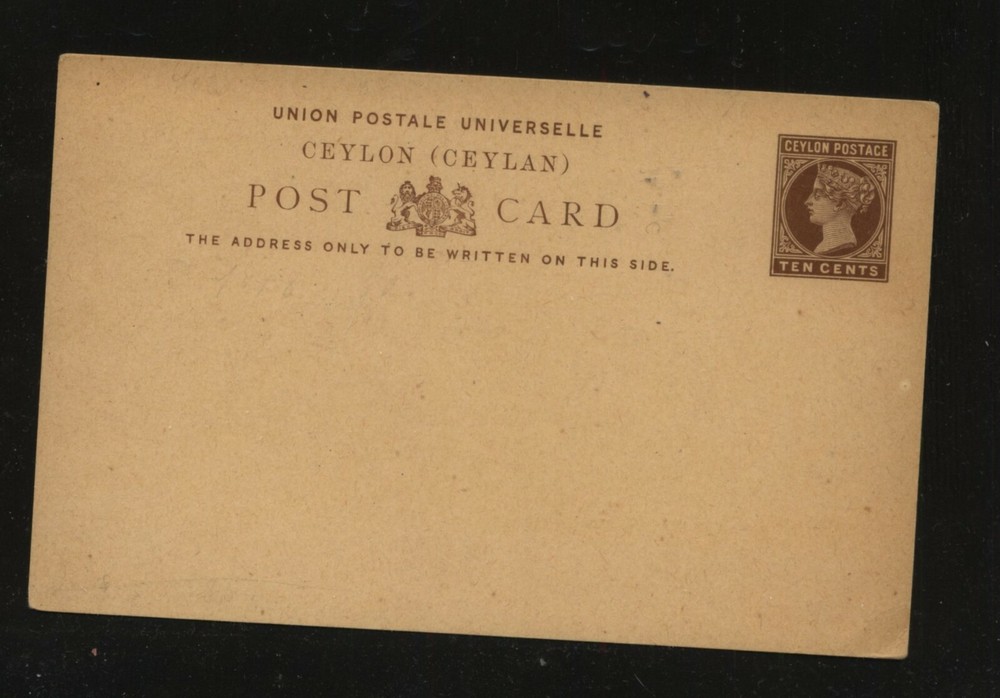 UNION POSTALE UNIVERSELLE
CEYLON (CEYLAN)
POST CARD
THE ADDRESS ONLY TO BE WRITTEN ON THIS SIDE.
CEYLON POSTAGE
TEN CENTS